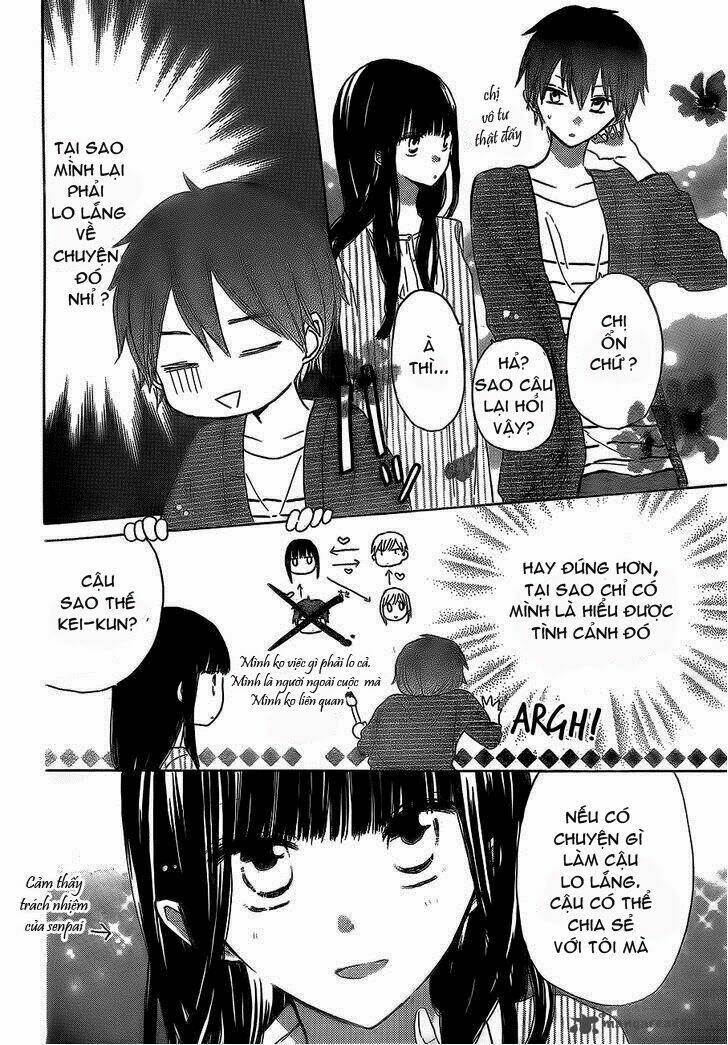 chị
vô tư
thật đấy
CHỊ
ỔN
CHỨ?
HẢ?
SAO CẬU
LẠI HỎI
VẬY?
À
THÌ...
TẠI SAO
MÌNH LẠI
PHẢI
LO LẮNG
VỀ
CHUYỆN
ĐÓ
NHỈ?
HAY ĐÚNG HƠN,
TẠI SAO CHỈ CÓ
MÌNH LÀ HIỂU ĐƯỢC
TÌNH CẢNH ĐÓ
ARGH!
Mình ko việc gì phải lo cả.
Mình là người ngoài cuộc mà
Mình ko liên quan
CẬU
SAO THẾ
KEI-KUN?
NẾU CÓ
CHUYỆN GÌ
LÀM CẬU
LO LẮNG.
CẬU CÓ THỂ
CHIA SẺ
VỚI TÔI MÀ
Cảm thấy
trách nhiệm
của senpai